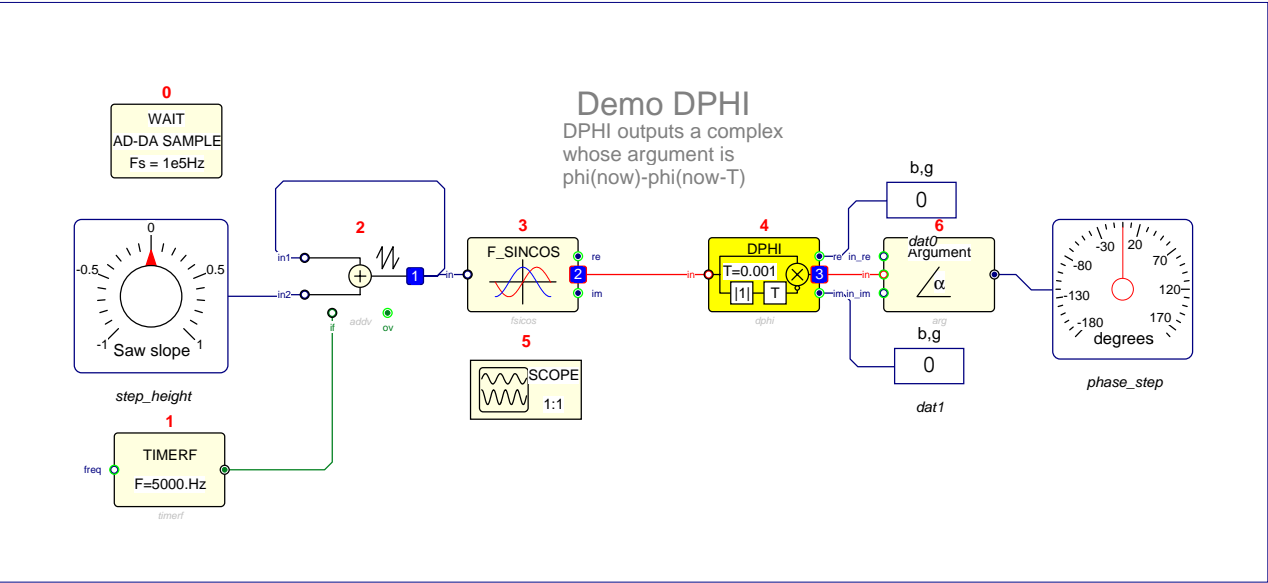 Demo DPHI
DPHI outputs a complex
whose argument is
phi(now)-phi(now-T)
0
WAIT
AD-DA SAMPLE
Fs = 1e5Hz
0
-0.5
0.5
-1
1
Saw slope
step_height
1
TIMERF
F=5000.Hz
freq
timerf
2
in1
in2
if
addv
ov
1
in
3
F_SINCOS
re
2
im
fsicos
5
SCOPE
1:1
4
DPHI
T=0.001
|1|
T
in
re
3
im
dphi
b,g
0
dat0
6
Argument
α
in_re
in
in_im
arg
b,g
0
dat1
-30
20
-80
70
-130
120
-180
170
degrees
phase_step